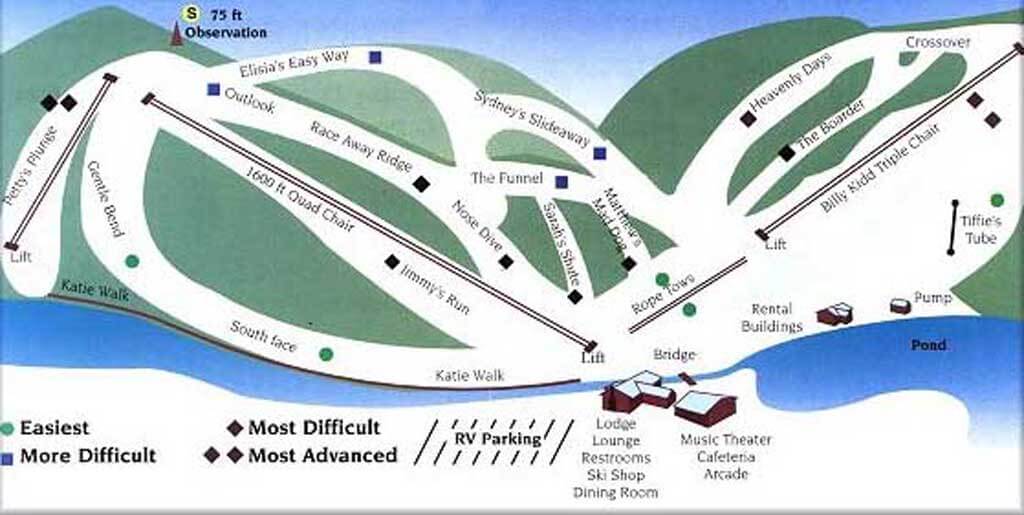 S 75 ft
Observation
Elisia's Easy Way
Outlook
Race Away Ridge
Sydney's Slideaway
Crossover
Heavenly Days
The Boarder
Billy Kidd Triple Chair
Petty's Plunge
Gentle Bend
1600 ft Quad Chair
The Funnel
Nose Dive
Sarah's Shute
Matthew's
Mad Dog
Tiffie's
Tube
Lift
Lift
Jimmy's Run
Katie Walk
Rope Tows
Rental
Buildings
Pump
South face
Lift
Bridge
Pond
Katie Walk
Easiest
More Difficult
Most Difficult
Most Advanced
RV Parking
Lodge
Lounge
Restrooms
Ski Shop
Dining Room
Music Theater
Cafeteria
Arcade